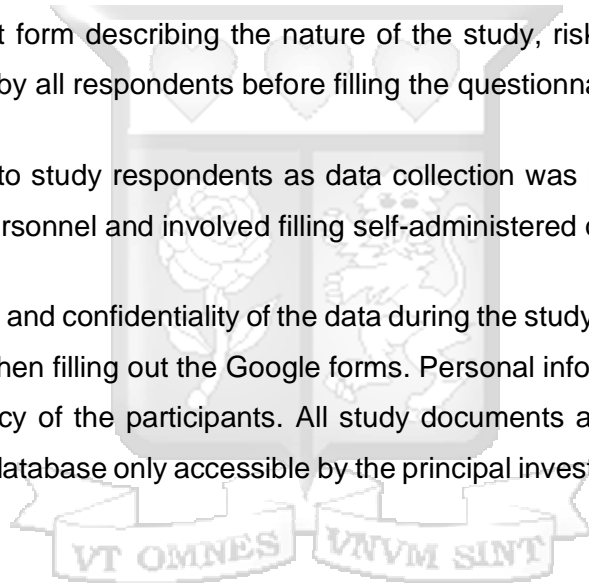 t form describing the nature of the study, risk
by all respondents before filling the questionna
to study respondents as data collection was
ersonnel and involved filling self-administered
and confidentiality of the data during the study
hen filling out the Google forms. Personal info
cy of the participants. All study documents a
database only accessible by the principal invest
VT OMNES VNVM SINT